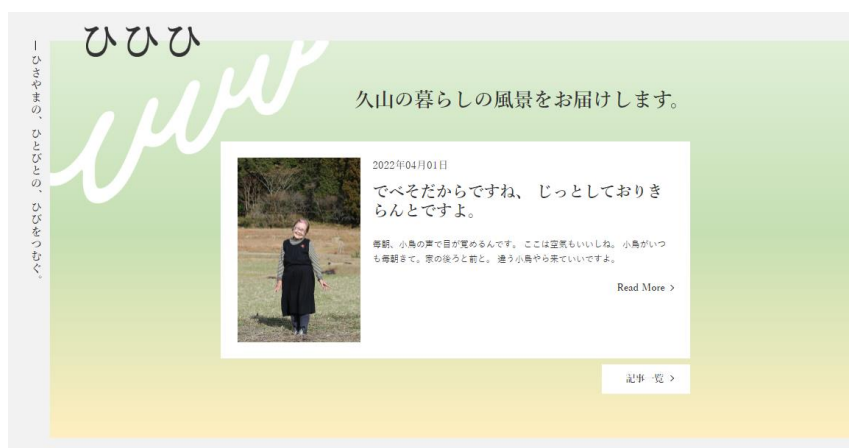 ひひひ
ーひさやまの、ひとびとの、ひびをつむぐ。
久山の暮らしの風景をお届けします。
2022年04月01日
でべそだからですね、じっとしておりき
らんとですよ。
毎朝、小鳥の声で目が覚めるんです。ここは空気もいいしね。小鳥がいつ
も毎朝きて。家の後ろと前と。違う小鳥やら来ていいですよ。
Read More >
記事一覧 >